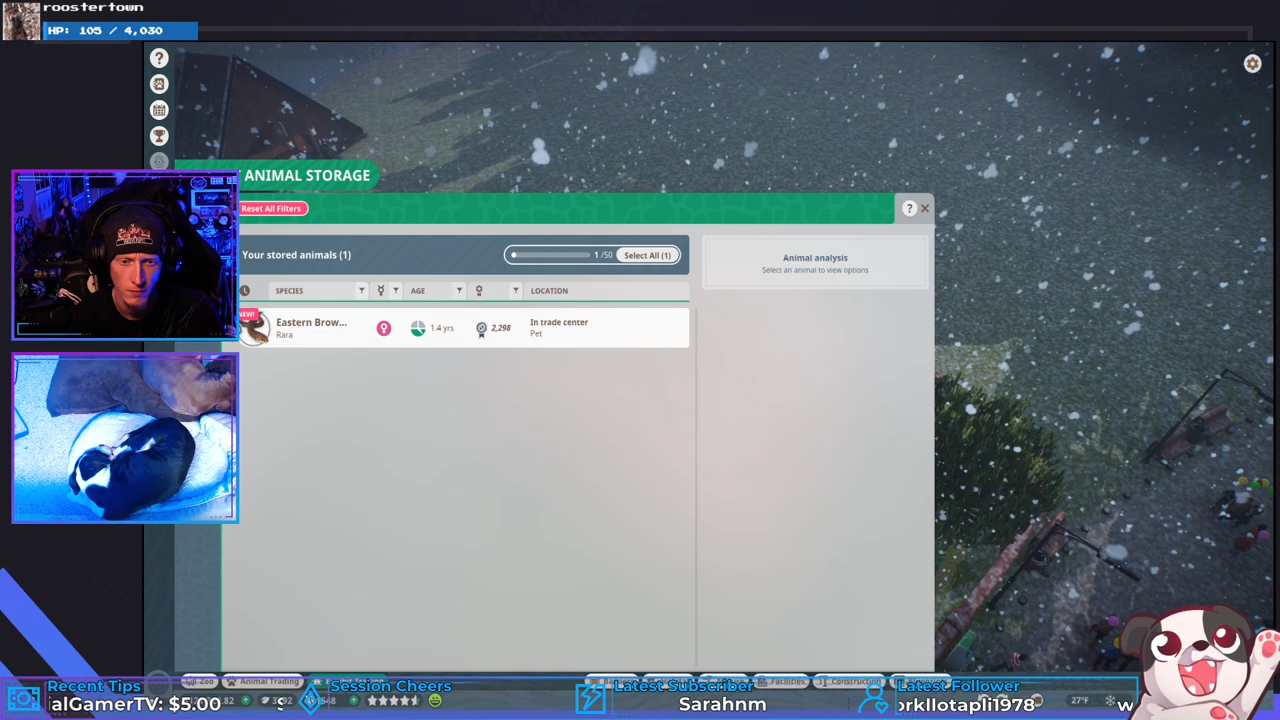 roostertown
HP: 105 / 4,030
?
ANIMAL STORAGE
Reset All Filters
?
Your stored animals (1)
1 /50
Select All (1)
Animal analysis
Select an animal to view options
SPECIES
AGE
LOCATION
NEW!
Eastern Brow...
Rara
1.4 yrs
2,298
In trade center
Pet
Zoo
Animal Trading
Facilities
Construction
Recent Tips
alGamerTV: $5.00
Session Cheers
Latest Subscriber
Sarahnm
Latest Follower
orkllotapli1978
27°F